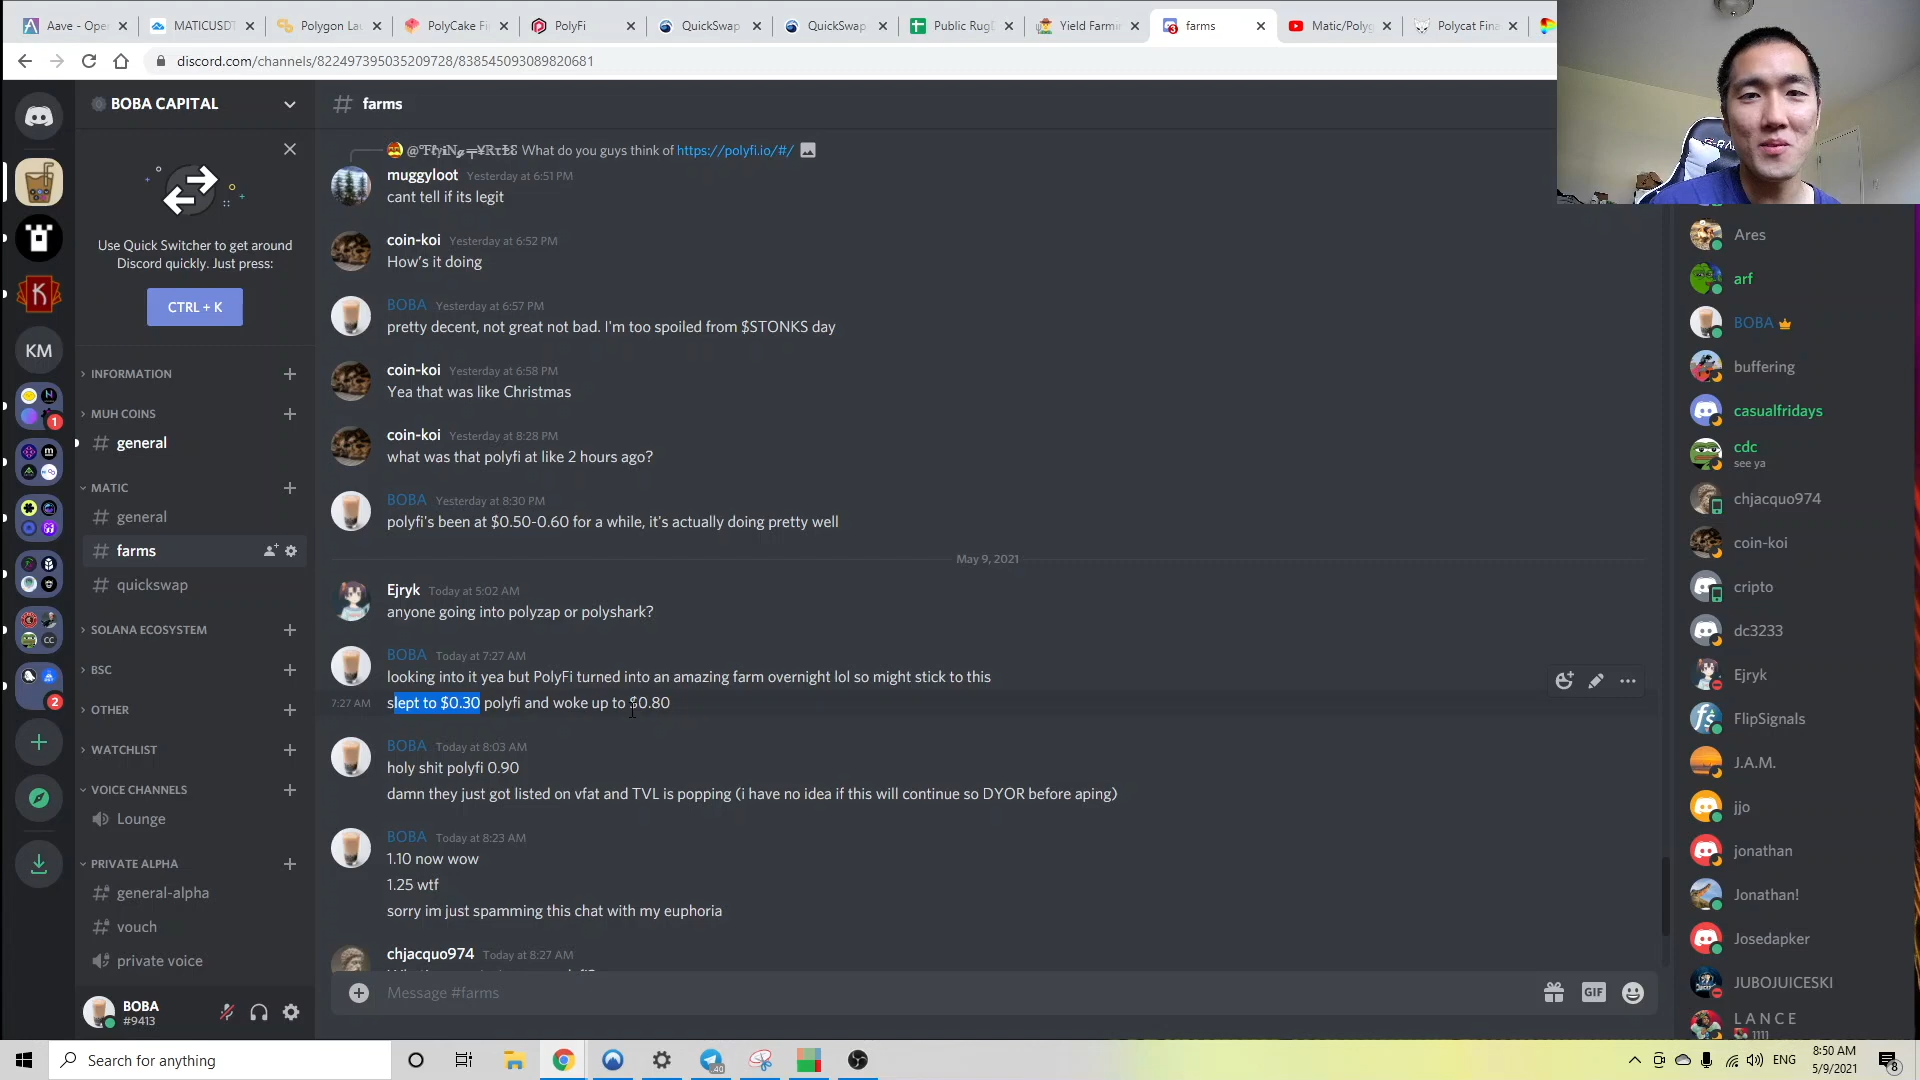 Aave - Oper
MATICUSDT
Polygon Lau
PolyCake Fi
PolyFi
QuickSwap
QuickSwap
Public RugD
Yield Farmin
farms
Matic/Polyg
Polycat Fina
discord.com/channels/822497395035209728/838545093089820681
BOBA CAPITAL
# farms
Use Quick Switcher to get around
Discord quickly. Just press:
CTRL + K
INFORMATION
MUH COINS
# general
MATIC
# general
# farms
# quickswap
SOLANA ECOSYSTEM
BSC
OTHER
WATCHLIST
VOICE CHANNELS
Lounge
PRIVATE ALPHA
general-alpha
vouch
private voice
BOBA
#9413
KM
CC
1
2
What do you guys think of https://polyfi.io/#/
muggyloot Yesterday at 6:51 PM
cant tell if its legit
coin-koi Yesterday at 6:52 PM
How's it doing
BOBA Yesterday at 6:57 PM
pretty decent, not great not bad. I'm too spoiled from $STONKS day
coin-koi Yesterday at 6:58 PM
Yea that was like Christmas
coin-koi Yesterday at 8:28 PM
what was that polyfi at like 2 hours ago?
BOBA Yesterday at 8:30 PM
polyfi's been at $0.50-0.60 for a while, it's actually doing pretty well
May 9, 2021
Ejryk Today at 5:02 AM
anyone going into polyzap or polyshark?
BOBA Today at 7:27 AM
looking into it yea but PolyFi turned into an amazing farm overnight lol so might stick to this
7:27 AM slept to $0.30 polyfi and woke up to $0.80
BOBA Today at 8:03 AM
holy shit polyfi 0.90
damn they just got listed on vfat and TVL is popping (i have no idea if this will continue so DYOR before aping)
BOBA Today at 8:23 AM
1.10 now wow
1.25 wtf
sorry im just spamming this chat with my euphoria
chjacquo974 Today at 8:27 AM
Message #farms
GIF
Ares
arf
BOBA
buffering
casualfridays
cdc
see ya
chjacquo974
coin-koi
cripto
dc3233
Ejryk
FlipSignals
J.A.M.
jjo
jonathan
Jonathan!
Josedapker
JUBOJUICESKI
L A N C E
1111
Search for anything
40
ENG
8:50 AM
5/9/2021
8